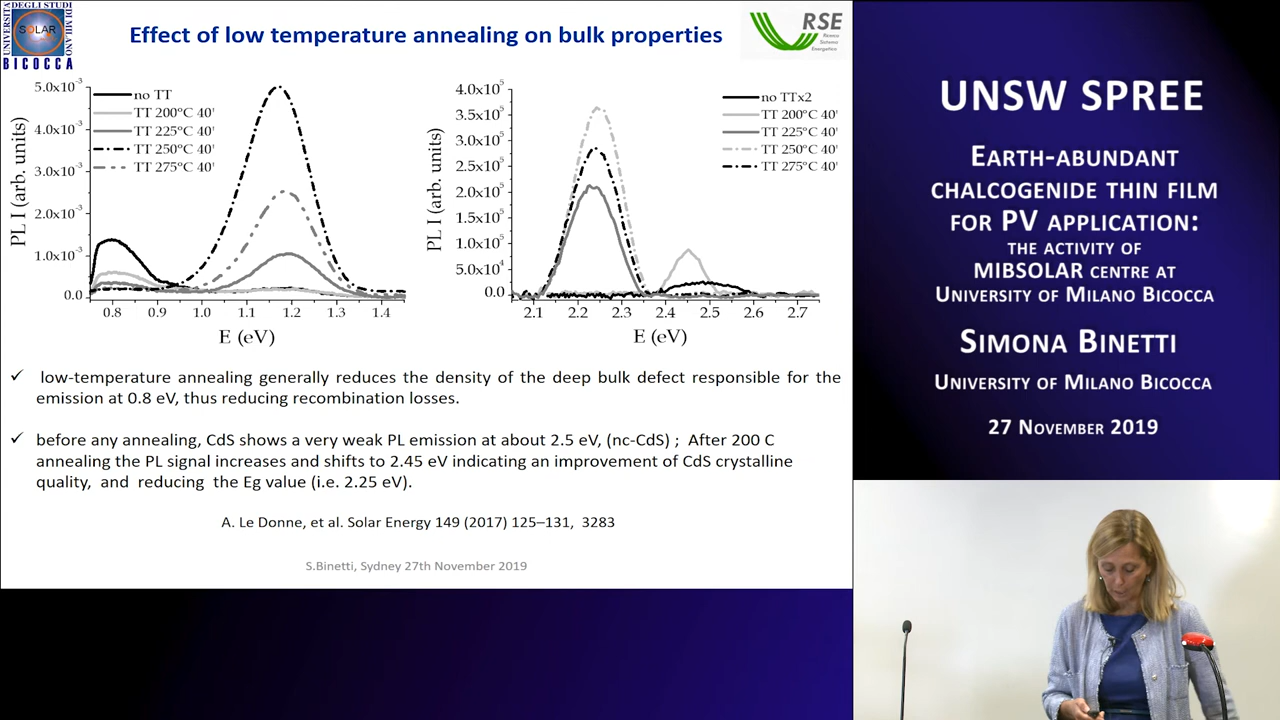 UNIVERSITÀ DEGLI STUDI DI MILANO
SOLAR
BICOCCA
Effect of low temperature annealing on bulk properties
RSE
Ricerca
Sistema
Energetico
5.0x10⁻³
4.0x10⁻³
3.0x10⁻³
2.0x10⁻³
1.0x10⁻³
0.0
PL I (arb. units)
no TT
TT 200°C 40'
TT 225°C 40'
TT 250°C 40'
TT 275°C 40'
0.8 0.9 1.0 1.1 1.2 1.3 1.4
E (eV)
4.0x10⁵
3.5x10⁵
3.0x10⁵
2.5x10⁵
2.0x10⁵
1.5x10⁵
1.0x10⁵
5.0x10⁴
0.0
PL I (arb. units)
no TTx2
TT 200°C 40'
TT 225°C 40'
TT 250°C 40'
TT 275°C 40'
2.1 2.2 2.3 2.4 2.5 2.6 2.7
E (eV)
✓ low-temperature annealing generally reduces the density of the deep bulk defect responsible for the
emission at 0.8 eV, thus reducing recombination losses.
✓ before any annealing, CdS shows a very weak PL emission at about 2.5 eV, (nc-CdS) ; After 200 C
annealing the PL signal increases and shifts to 2.45 eV indicating an improvement of CdS crystalline
quality, and reducing the Eg value (i.e. 2.25 eV).
A. Le Donne, et al. Solar Energy 149 (2017) 125–131, 3283
S.Binetti, Sydney 27th November 2019
UNSW SPREE
EARTH-ABUNDANT
CHALCOGENIDE THIN FILM
FOR PV APPLICATION:
THE ACTIVITY OF
MIBSOLAR CENTRE AT
UNIVERSITY OF MILANO BICOCCA
SIMONA BINETTI
UNIVERSITY OF MILANO BICOCCA
27 NOVEMBER 2019